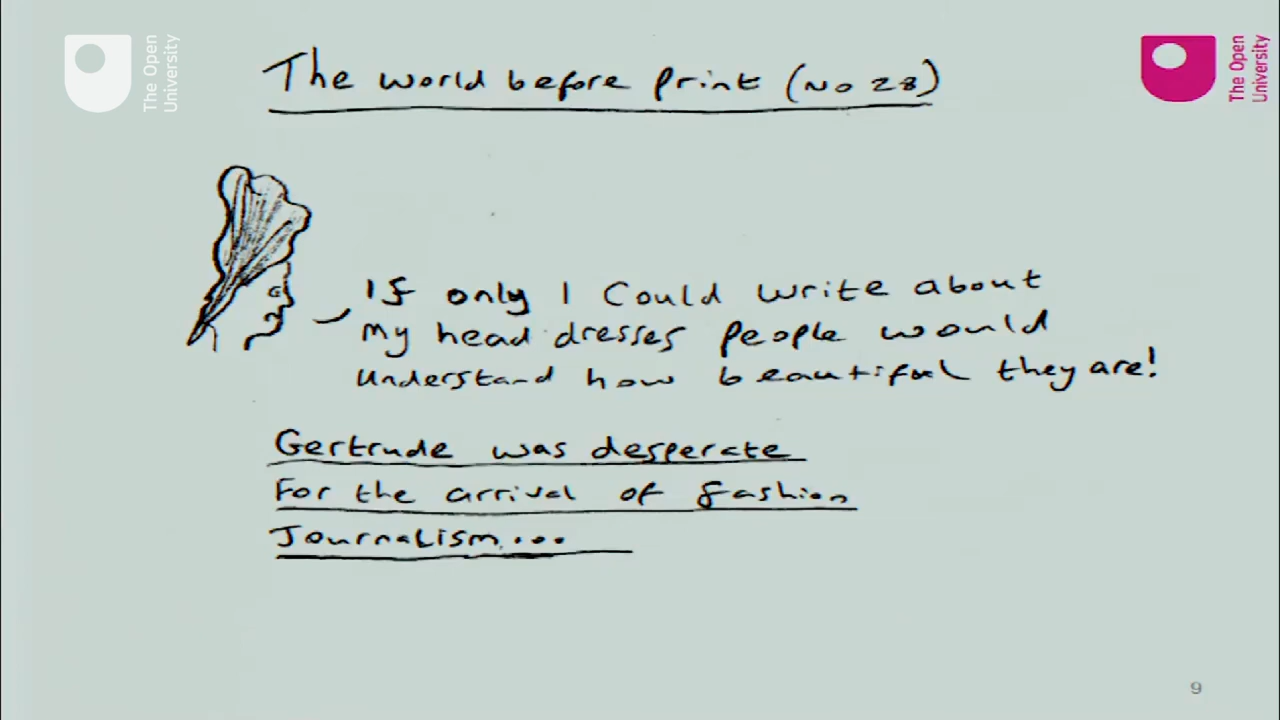 The Open
University
The Open
University
The world before print (No 28)
If only I Could write about
my head dresses people would
understand how beautiful they are!
Gertrude was desperate
For the arrival of fashion
Journalism...
9